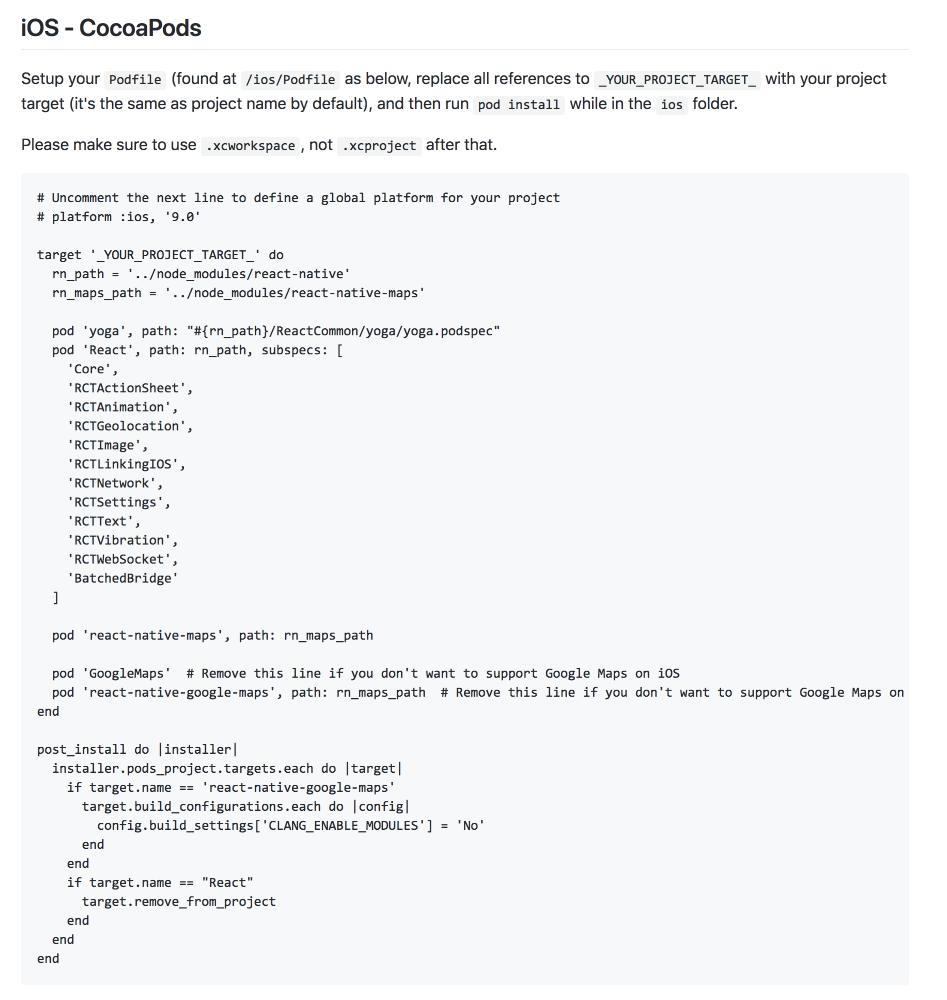 iOS - CocoaPods
Setup your Podfile (found at /ios/Podfile as below, replace all references to _YOUR_PROJECT_TARGET_ with your project
target (it's the same as project name by default), and then run pod install while in the ios folder.
Please make sure to use .xcworkspace, not .xcproject after that.
# Uncomment the next line to define a global platform for your project
# platform :ios, '9.0'
target '_YOUR_PROJECT_TARGET_' do
  rn_path = '../node_modules/react-native'
  rn_maps_path = '../node_modules/react-native-maps'
  pod 'yoga', path: "#{rn_path}/ReactCommon/yoga/yoga.podspec"
  pod 'React', path: rn_path, subspecs: [
    'Core',
    'RCTActionSheet',
    'RCTAnimation',
    'RCTGeolocation',
    'RCTImage',
    'RCTLinkingIOS',
    'RCTNetwork',
    'RCTSettings',
    'RCTText',
    'RCTVibration',
    'RCTWebSocket',
    'BatchedBridge'
  ]
  pod 'react-native-maps', path: rn_maps_path
  pod 'GoogleMaps'  # Remove this line if you don't want to support Google Maps on iOS
  pod 'react-native-google-maps', path: rn_maps_path  # Remove this line if you don't want to support Google Maps on
end
post_install do |installer|
  installer.pods_project.targets.each do |target|
    if target.name == 'react-native-google-maps'
      target.build_configurations.each do |config|
        config.build_settings['CLANG_ENABLE_MODULES'] = 'No'
      end
    end
    if target.name == "React"
      target.remove_from_project
    end
  end
end